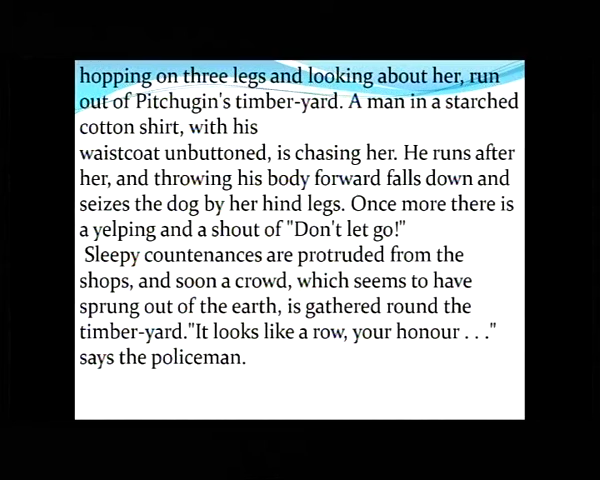 hopping on three legs and looking about her, run
out of Pitchugin's timber-yard. A man in a starched
cotton shirt, with his
waistcoat unbuttoned, is chasing her. He runs after
her, and throwing his body forward falls down and
seizes the dog by her hind legs. Once more there is
a yelping and a shout of "Don't let go!"
Sleepy countenances are protruded from the
shops, and soon a crowd, which seems to have
sprung out of the earth, is gathered round the
timber-yard."It looks like a row, your honour . . ."
says the policeman.